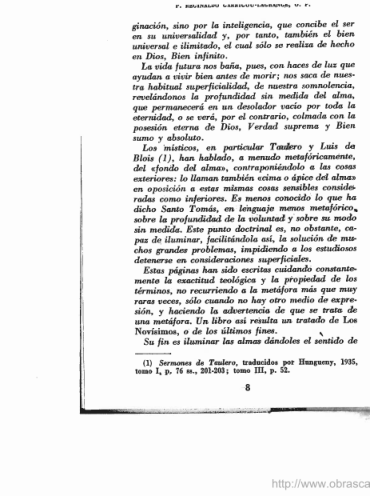 P. REGINALDO GARRIGOU-LAGRANGE, O. P.
ginación, sino por la inteligencia, que concibe el ser
en su universalidad y, por tanto, también el bien
universal e ilimitado, el cual sólo se realiza de hecho
en Dios, Bien infinito.
La vida futura nos baña, pues, con haces de luz que
ayudan a vivir bien antes de morir; nos saca de nues-
tra habitual superficialidad, de nuestra somnolencia,
revelándonos la profundidad sin medida del alma,
que permanecerá en un desolador vacío por toda la
eternidad, o se verá, por el contrario, colmada con la
posesión eterna de Dios, Verdad suprema y Bien
sumo y absoluto.
Los místicos, en particular Taulero y Luis de
Blois (1), han hablado, a menudo metafóricamente,
del «fondo del alma», contraponiéndolo a las cosas
exteriores: lo llaman también «cima o ápice del alma»
en oposición a estas mismas cosas sensibles conside-
radas como inferiores. Es menos conocido lo que ha
dicho Santo Tomás, en lenguaje menos metafórico,
sobre la profundidad de la voluntad y sobre su modo
sin medida. Este punto doctrinal es, no obstante, ca-
paz de iluminar, facilitándola así, la solución de mu-
chos grandes problemas, impidiendo a los estudiosos
detenerse en consideraciones superficiales.
Estas páginas han sido escritas cuidando constante-
mente la exactitud teológica y la propiedad de los
términos, no recurriendo a la metáfora más que muy
raras veces, sólo cuando no hay otro medio de expre-
sión, y haciendo la advertencia de que se trata de
una metáfora. Un libro así resulta un tratado de Los
Novísimos, o de los últimos fines.
Su fin es iluminar las almas dándoles el sentido de
(1) Sermones de Taulero, traducidos por Hungueny, 1935,
tomo I, p. 76 ss., 201-203; tomo III, p. 52.
8
http://www.obrasca